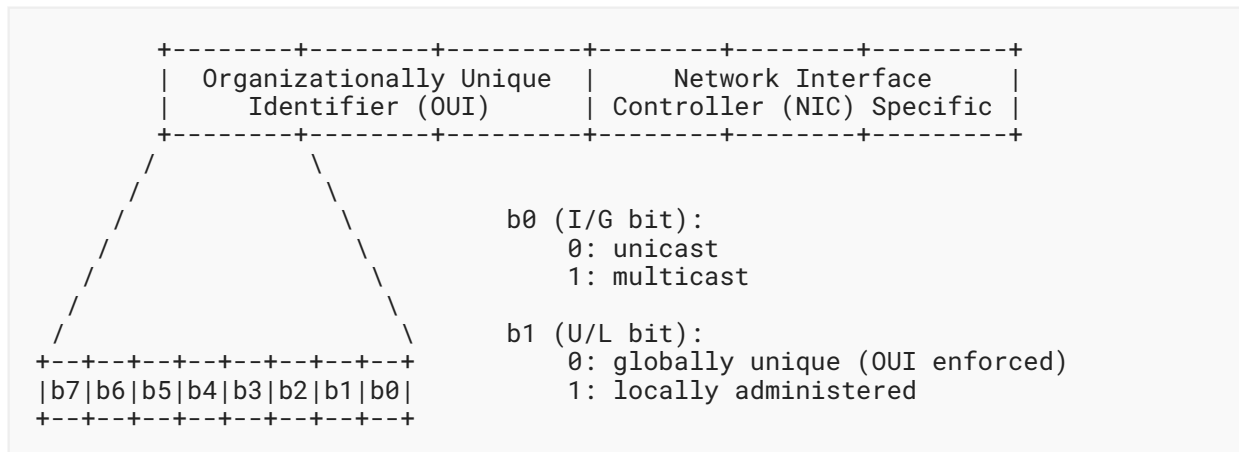 +--------+--------+---------+--------+--------+---------+
|  Organizationally Unique  |     Network Interface     |
|     Identifier (OUI)      | Controller (NIC) Specific |
+--------+--------+---------+--------+--------+---------+
/          \
/            \
/              \          b0 (I/G bit):
/                \             0: unicast
/                  \            1: multicast
/                    \
/                      \      b1 (U/L bit):
+--+--+--+--+--+--+--+--+          0: globally unique (OUI enforced)
|b7|b6|b5|b4|b3|b2|b1|b0|          1: locally administered
+--+--+--+--+--+--+--+--+